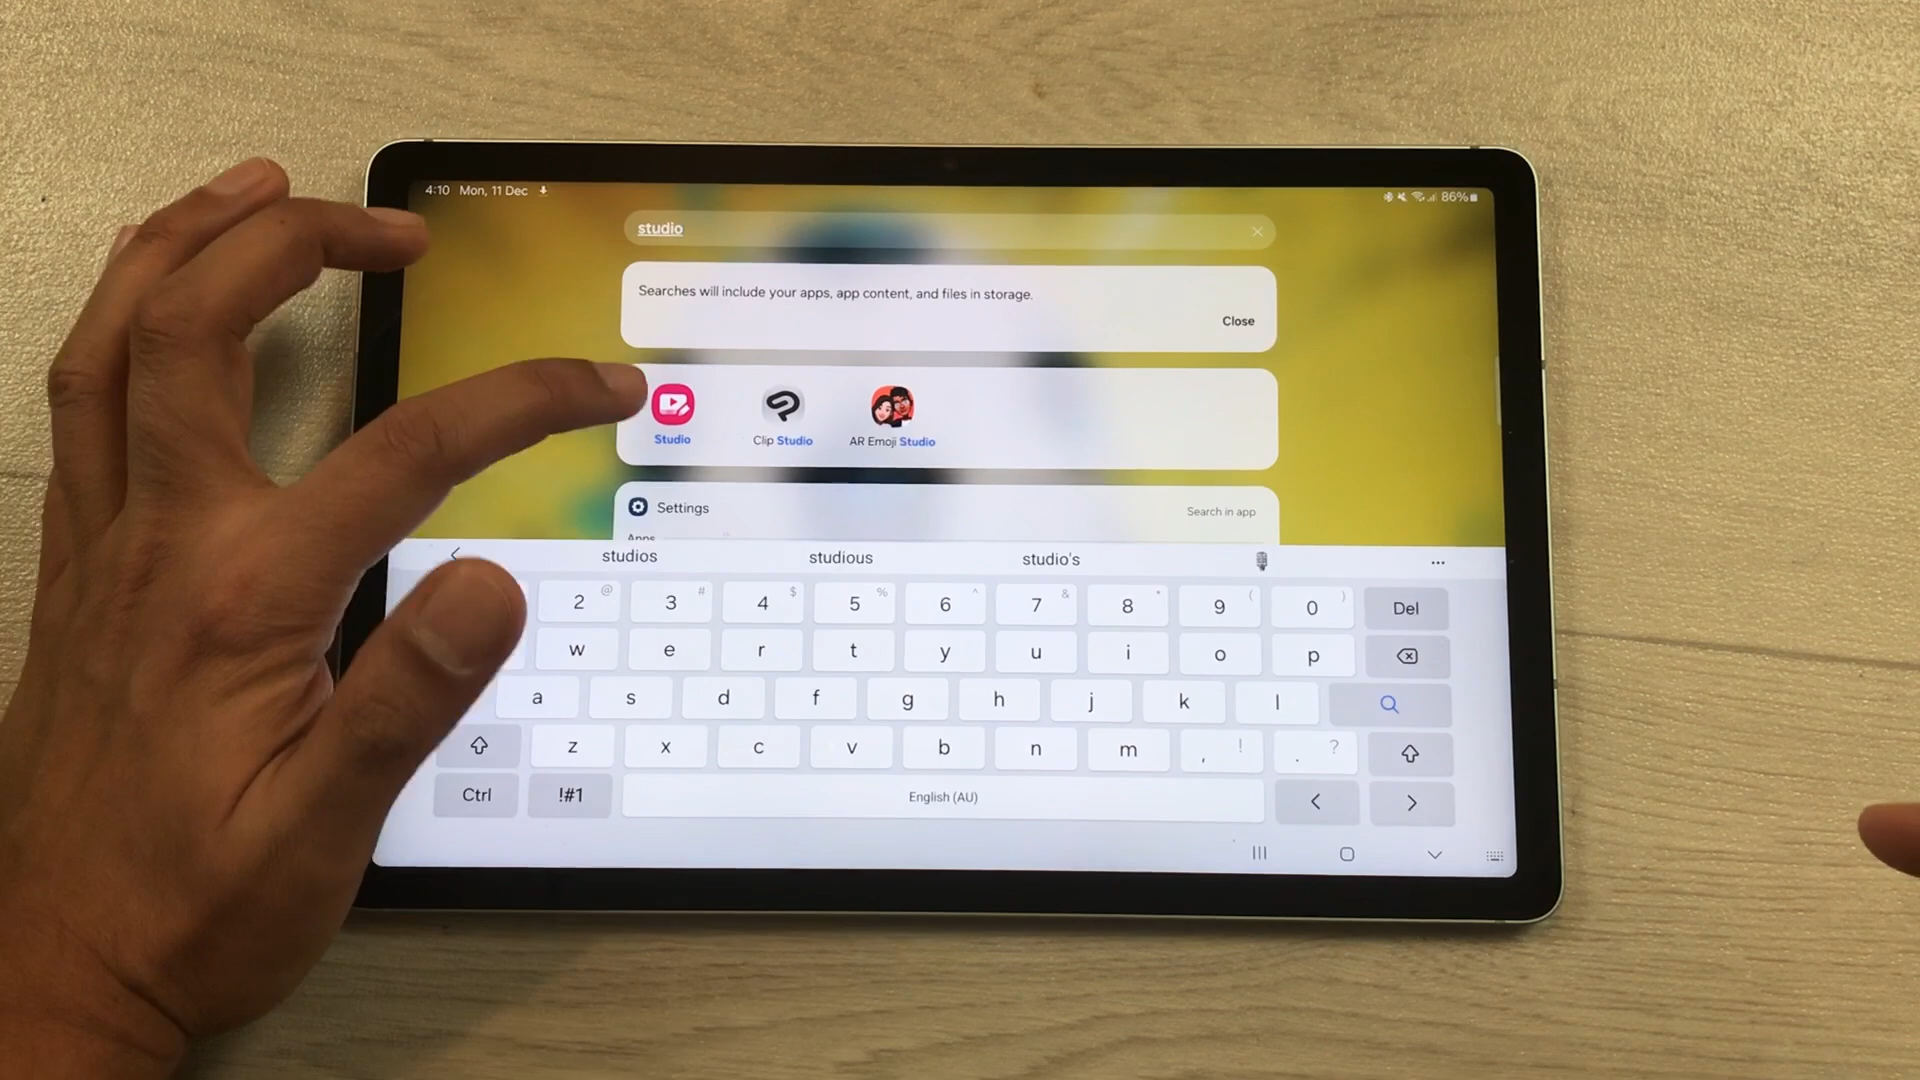 4:10 Mon, 11 Dec
86%
studio
Searches will include your apps, app content, and files in storage.
Close
Studio
Clip Studio
AR Emoji Studio
Settings
Search in app
Apps
studios
studious
studio's
2 @ 3 # 4 $ 5 % 6 ^ 7 & 8 * 9 ( 0 ) Del
w e r t y u i o p
a s d f g h j k l
z x c v b n m , ! . ?
Ctrl !#1 English (AU) < >